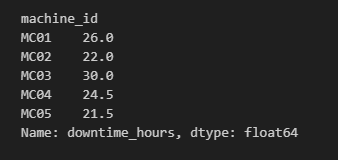 machine_id
MC01    26.0
MC02    22.0
MC03    30.0
MC04    24.5
MC05    21.5
Name: downtime_hours, dtype: float64